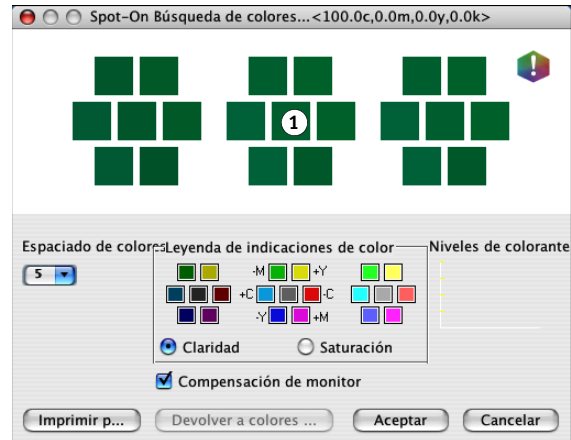 Spot-On Búsqueda de colores...<100.0c,0.0m,0.0y,0.0k>
1
Espaciado de colores
Leyenda de indicaciones de color
Niveles de colorante
5
-M +Y
+C -C
-Y +M
Claridad
Saturación
Compensación de monitor
Imprimir p...
Devolver a colores ...
Aceptar
Cancelar